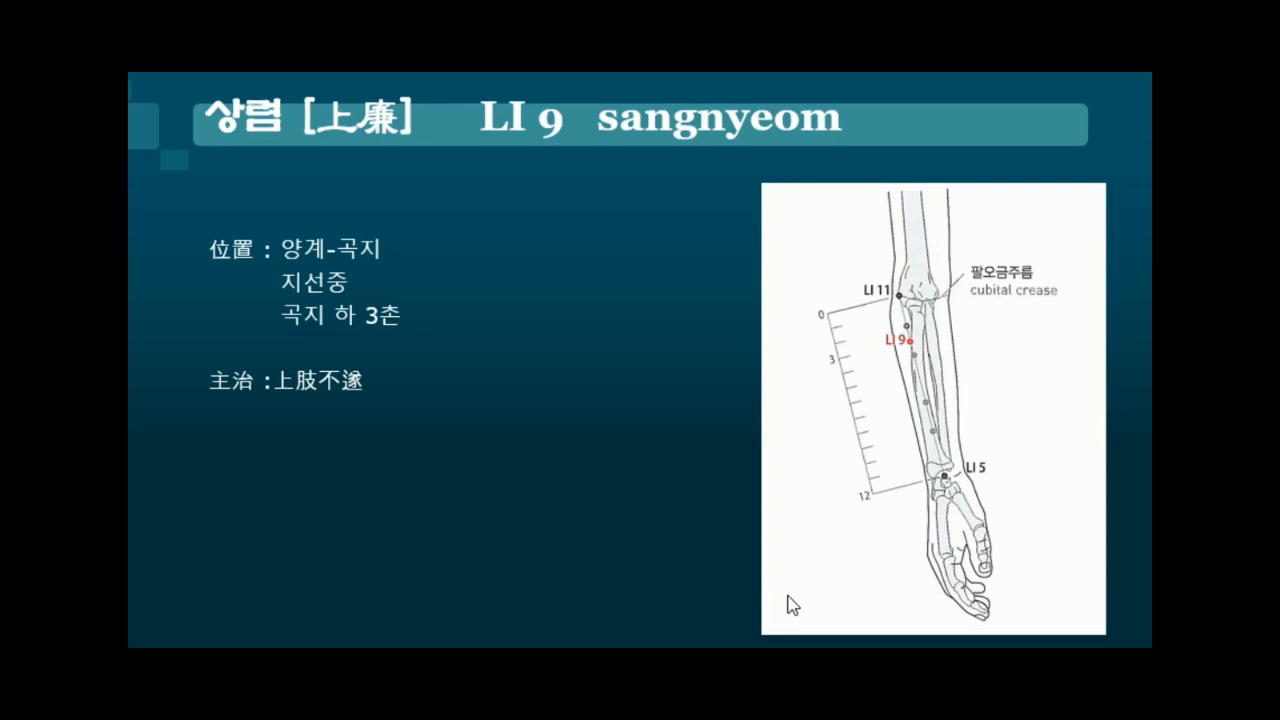 상렴 [上廉] LI 9 sangnyeom
位置 : 양계-곡지
지선중
곡지 하 3촌
主治 :上肢不遂
LI 11
팔오금주름
cubital crease
0
LI 9
3
LI 5
12